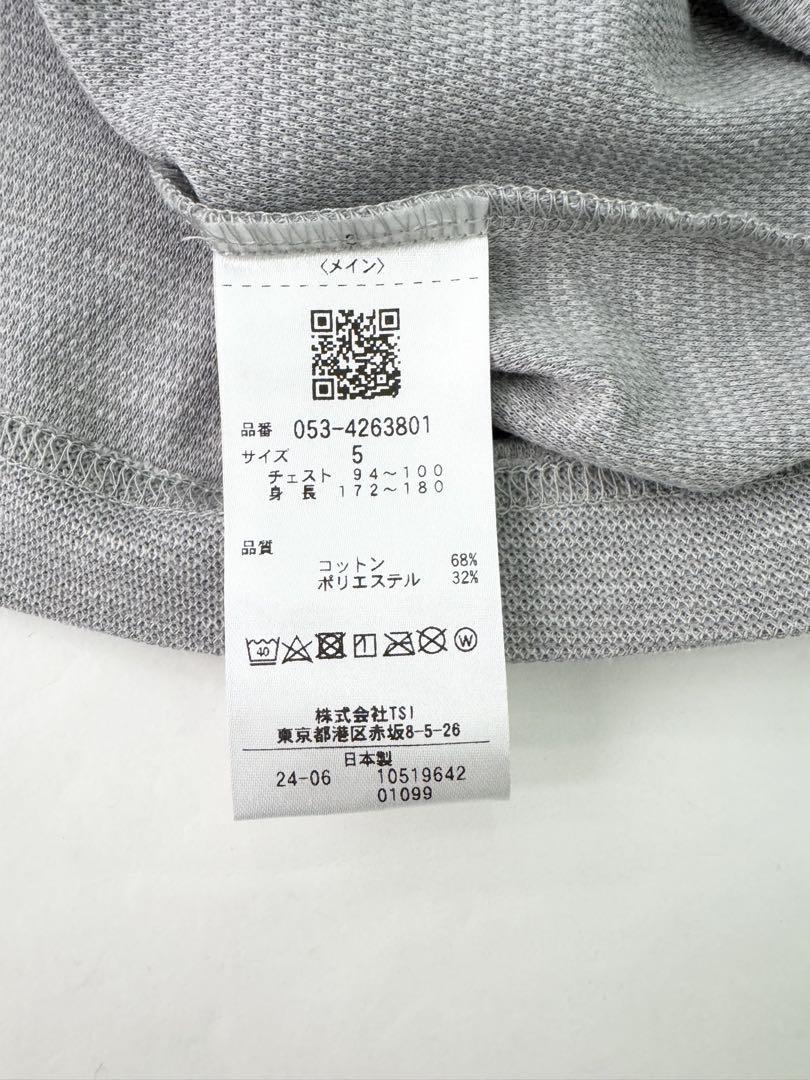 〈メイン〉
品番 053-4263801
サイズ 5
チェスト 94～100
身長 172～180
品質
コットン 68%
ポリエステル 32%
40 W
株式会社TSI
東京都港区赤坂8-5-26
日本製
24-06 10519642
01099